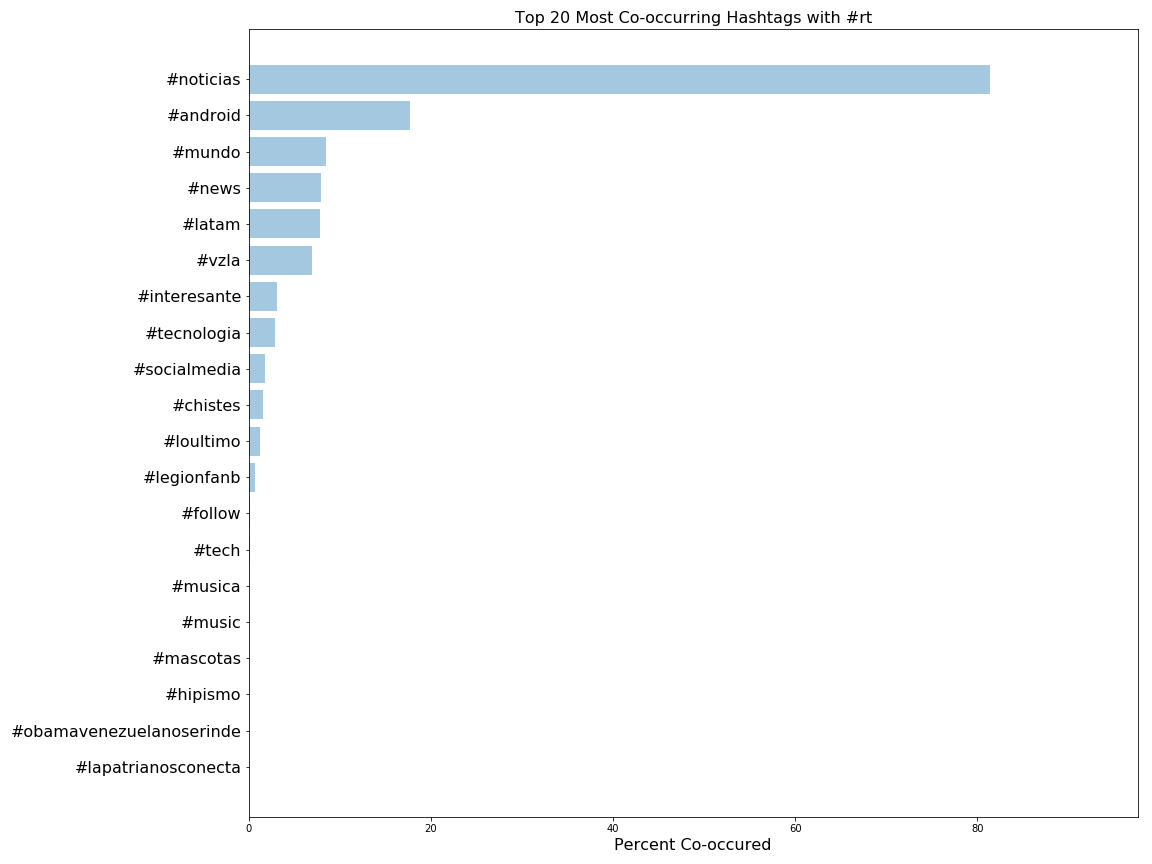 Top 20 Most Co-occurring Hashtags with #rt
#noticias
#android
#mundo
#news
#latam
#vzla
#interesante
#tecnologia
#socialmedia
#chistes
#loultimo
#legionfanb
#follow
#tech
#musica
#music
#mascotas
#hipismo
#obamavenezuelanoserinde
#lapatrianosconecta
0 20 40 60 80
Percent Co-occured